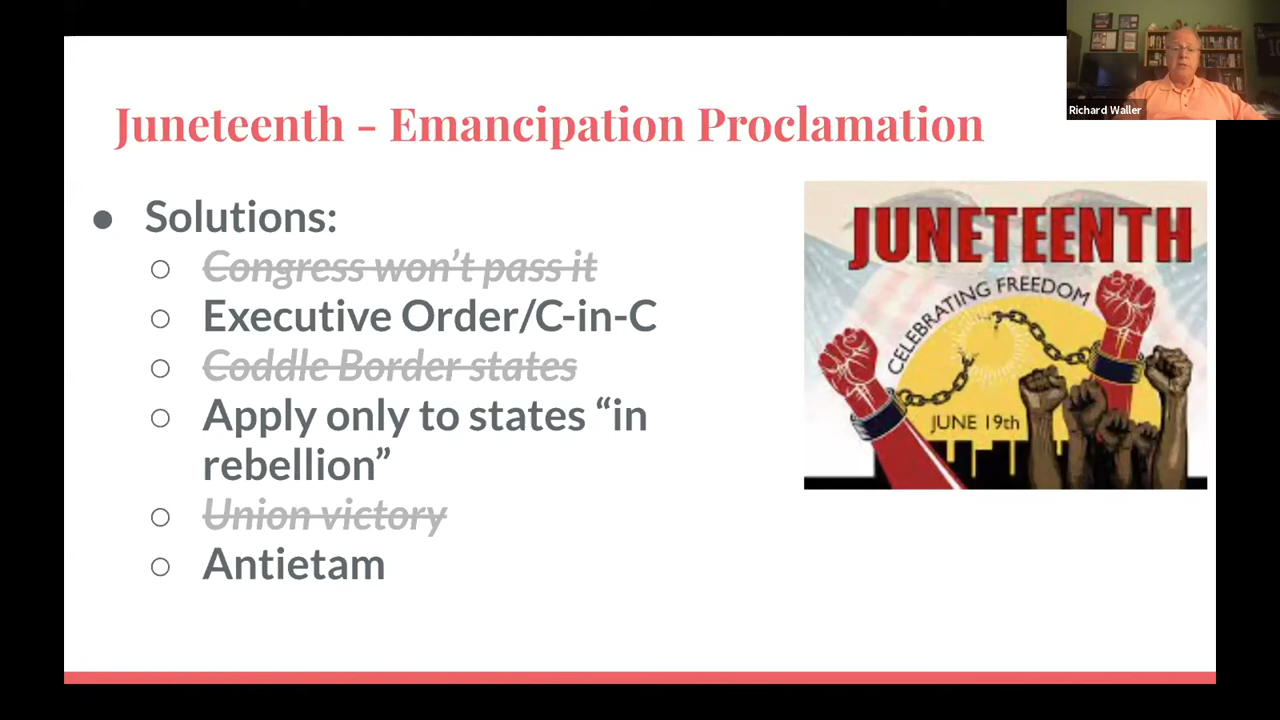 Juneteenth - Emancipation Proclamation
Richard Waller
● Solutions:
○ Congress won’t pass it
○ Executive Order/C-in-C
○ Coddle Border states
○ Apply only to states “in
rebellion”
○ Union victory
○ Antietam
JUNETEENTH
CELEBRATING FREEDOM
JUNE 19th